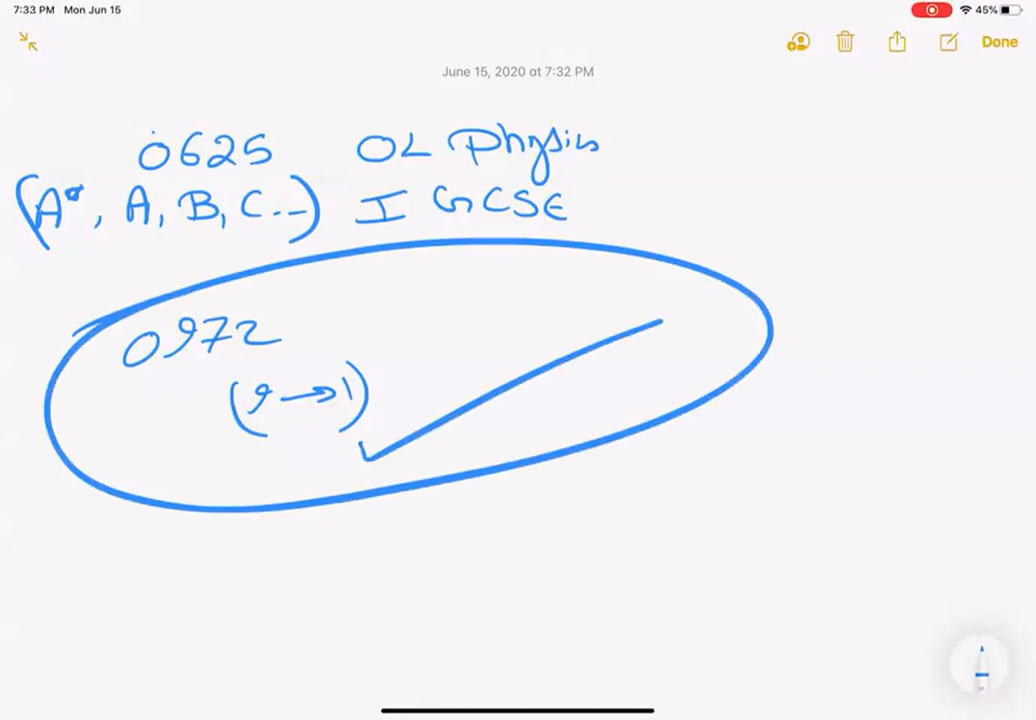 7:33 PM Mon Jun 15
45%
Done
June 15, 2020 at 7:32 PM
0625 OL Physics
(A*, A, B, C...) IGCSE
0972
(9→1)